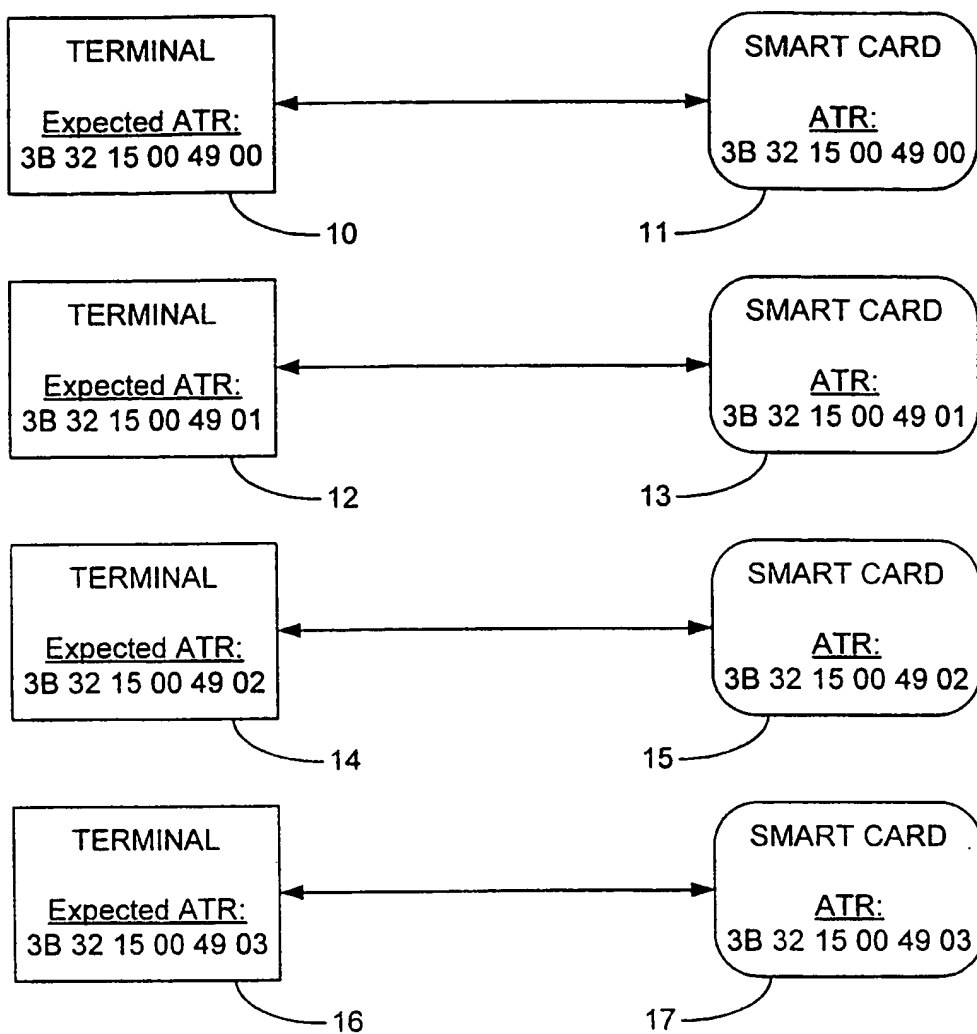 TERMINAL
Expected ATR:
3B 32 15 00 49 00
SMART CARD
ATR:
3B 32 15 00 49 00
10
11
TERMINAL
Expected ATR:
3B 32 15 00 49 01
SMART CARD
ATR:
3B 32 15 00 49 01
12
13
TERMINAL
Expected ATR:
3B 32 15 00 49 02
SMART CARD
ATR:
3B 32 15 00 49 02
14
15
TERMINAL
Expected ATR:
3B 32 15 00 49 03
SMART CARD
ATR:
3B 32 15 00 49 03
16
17